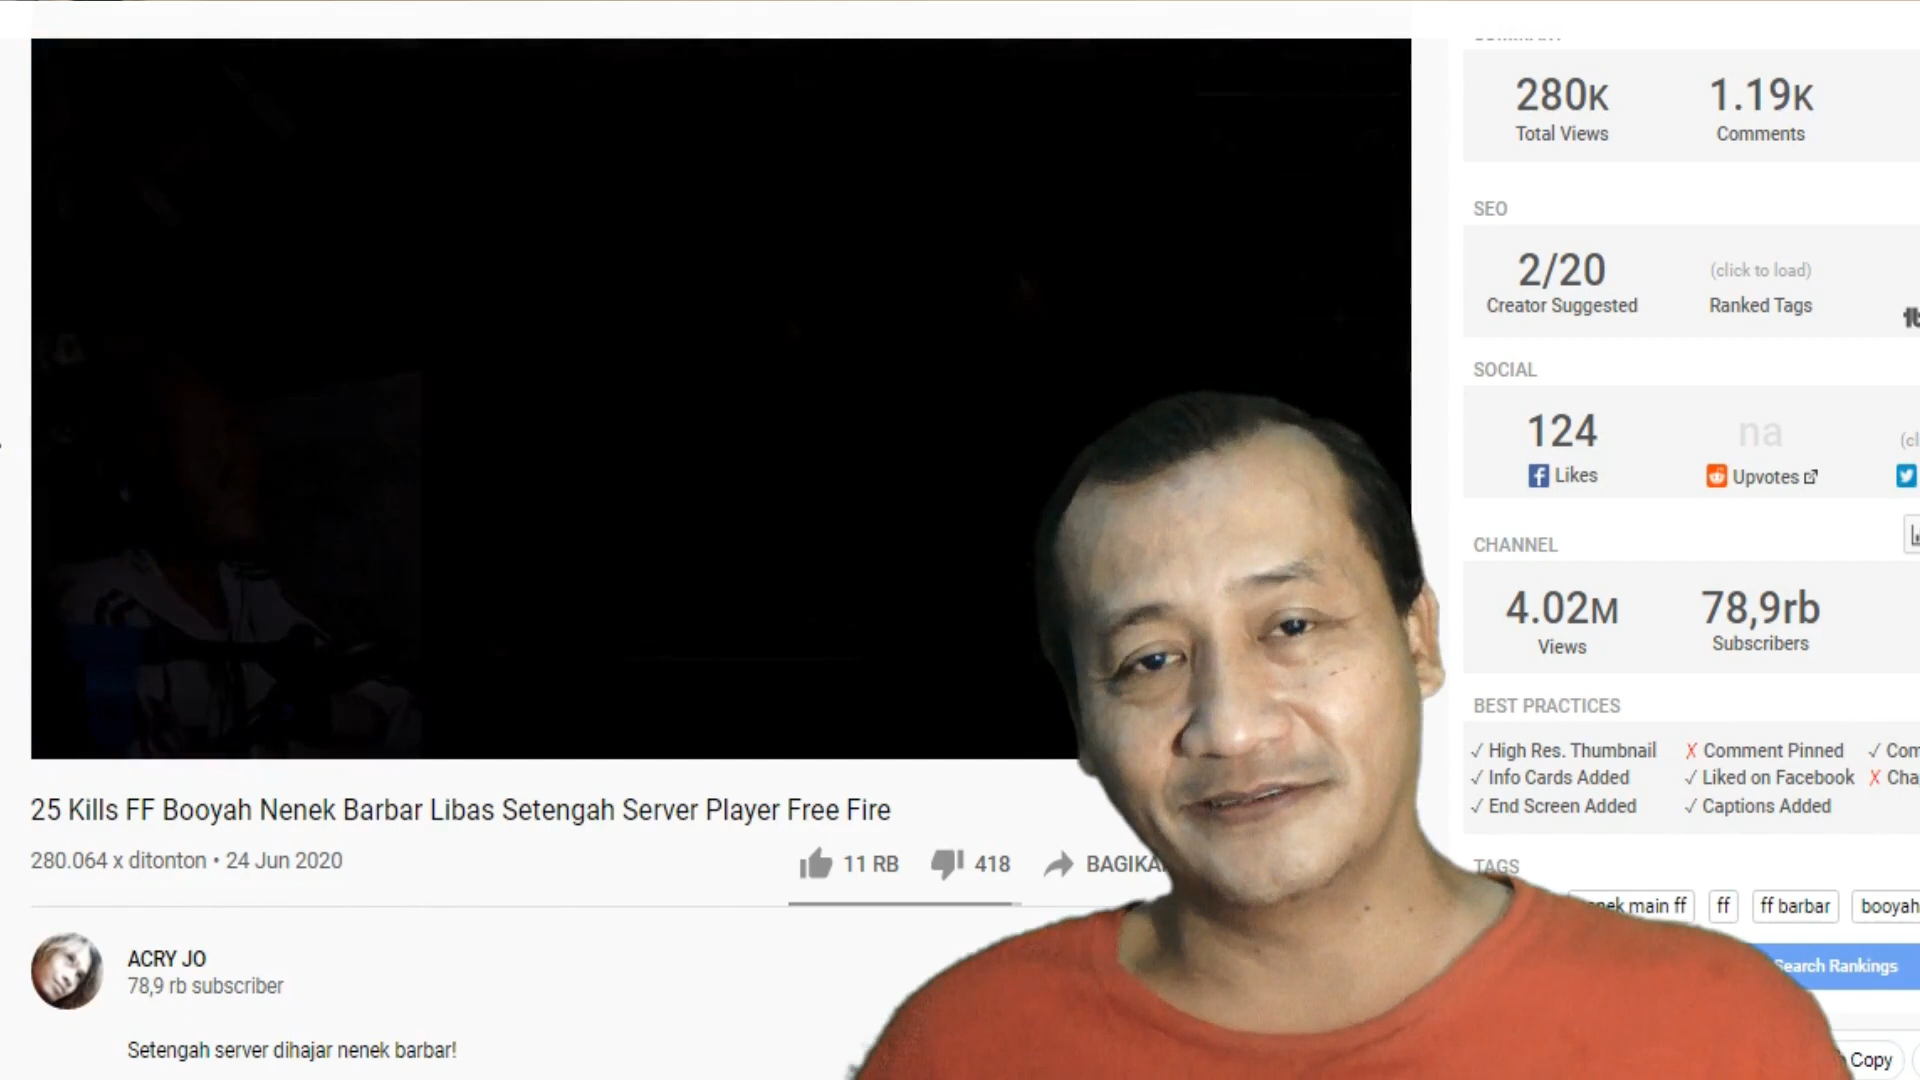 280K
Total Views
1.19K
Comments
SEO
2/20
Creator Suggested
(click to load)
Ranked Tags
SOCIAL
124
Likes
na
Upvotes
CHANNEL
4.02M
Views
78,9rb
Subscribers
BEST PRACTICES
✓ High Res. Thumbnail
✗ Comment Pinned
✓ Info Cards Added
✓ Liked on Facebook
✓ End Screen Added
✓ Captions Added
TAGS
main ff
ff
ff barbar
booyah
Search Rankings
Copy
25 Kills FF Booyah Nenek Barbar Libas Setengah Server Player Free Fire
280.064 x ditonton • 24 Jun 2020
11 RB
418
ACRY JO
78,9 rb subscriber
Setengah server dihajar nenek barbar!